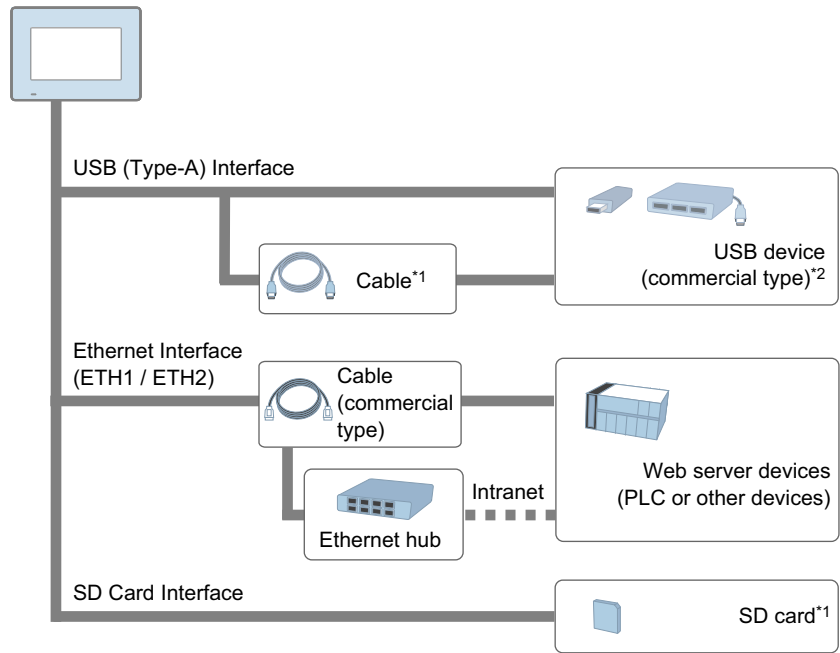 USB (Type-A) Interface
USB device
(commercial type)*2
Cable*1
Ethernet Interface
(ETH1 / ETH2)
Cable
(commercial
type)
Web server devices
(PLC or other devices)
Intranet
Ethernet hub
SD Card Interface
SD card*1